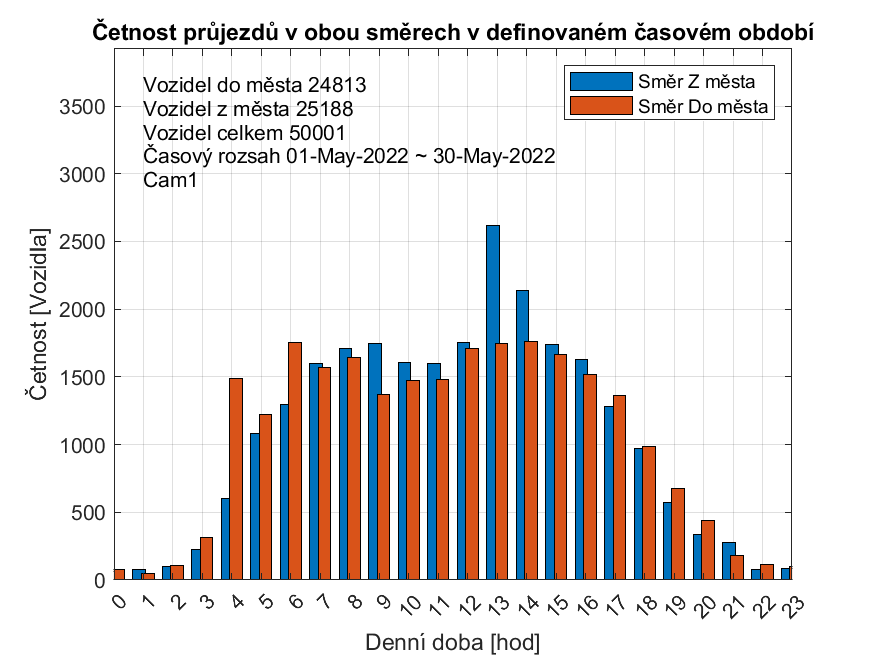 Četnost průjezdů v obou směrech v definovaném časovém období
Vozidel do města 24813
Vozidel z města 25188
Vozidel celkem 50001
Časový rozsah 01-May-2022 ~ 30-May-2022
Cam1
Směr Z města
Směr Do města
Četnost [Vozidla]
3500
3000
2500
2000
1500
1000
500
0
0 1 2 3 4 5 6 7 8 9 10 11 12 13 14 15 16 17 18 19 20 21 22 23
Denní doba [hod]